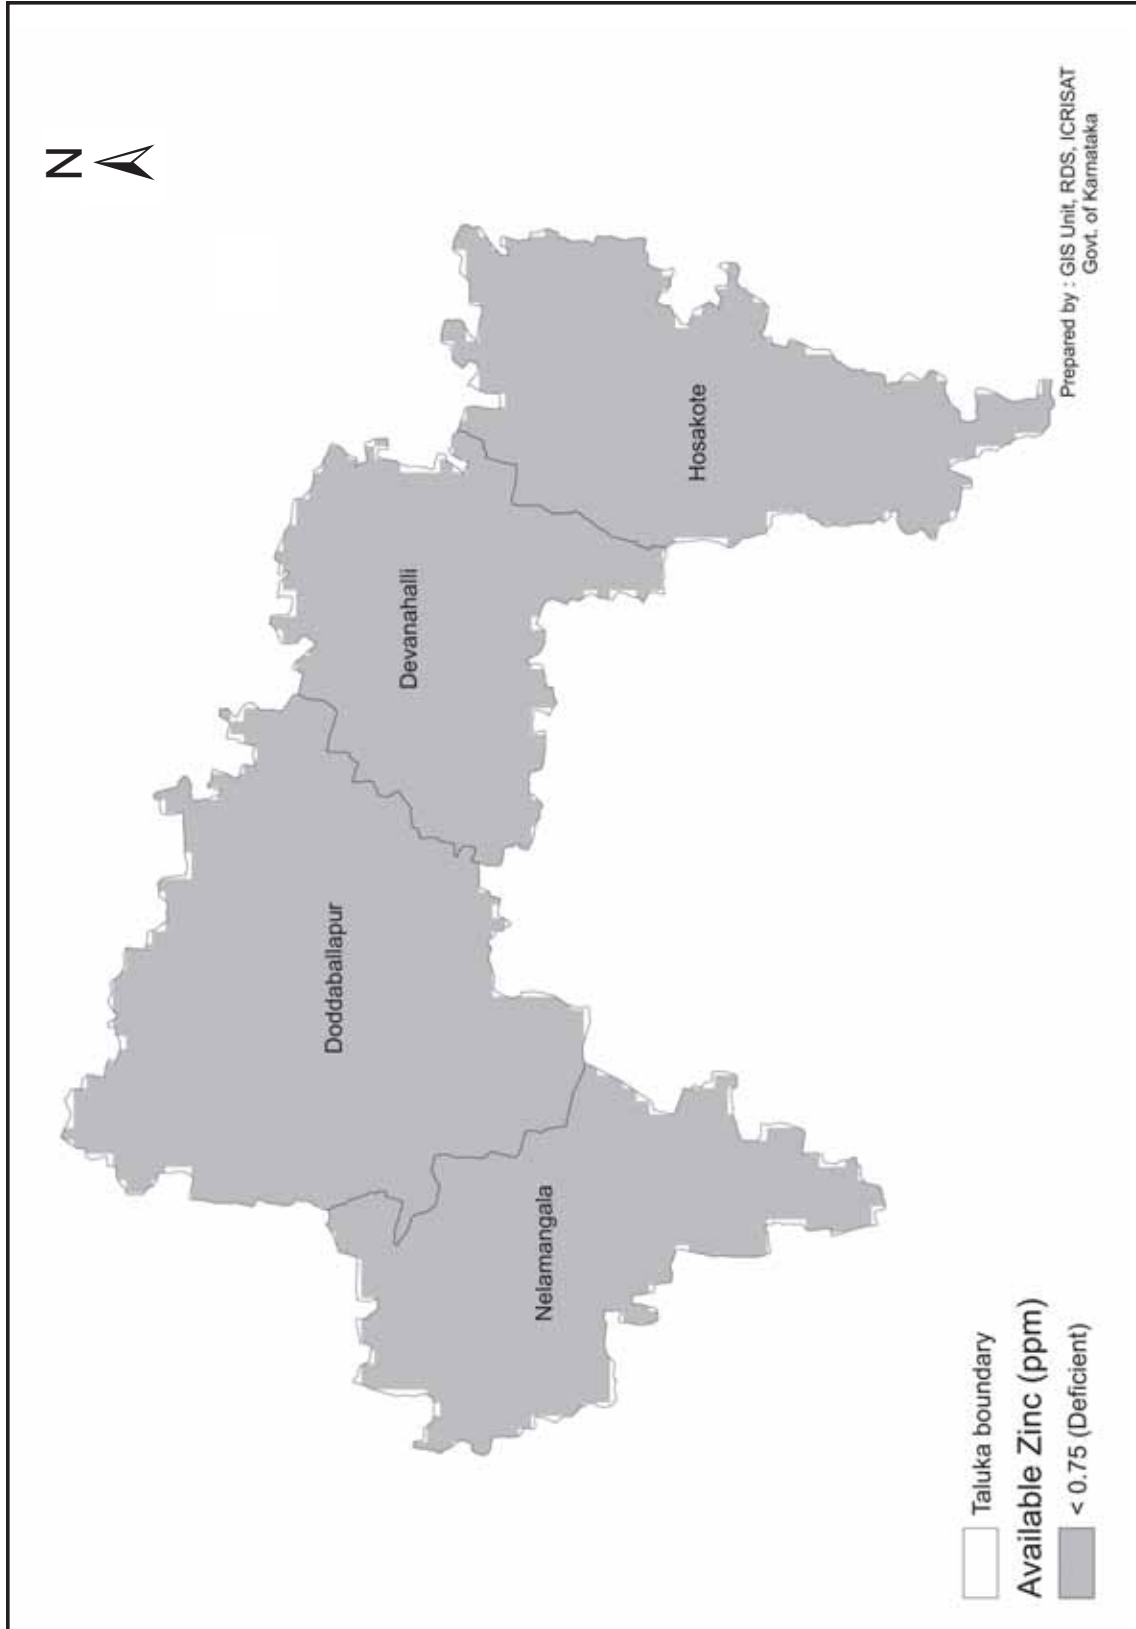 N
Doddaballapur
Devanahalli
Nelamangala
Hosakote
Taluka boundary
Available Zinc (ppm)
< 0.75 (Deficient)
Prepared by : GIS Unit, RDS, ICRISAT
Govt. of Karnataka